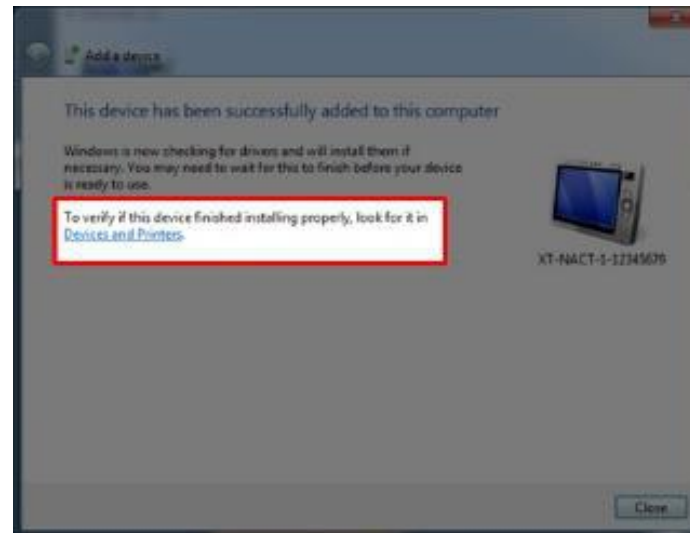 Add a device
This device has been successfully added to this computer
Windows is now checking for drivers and will install them if
necessary. You may need to wait for this to finish before your device
is ready to use.
To verify if this device finished installing properly, look for it in
Devices and Printers.
XT-NACT-1-12345679
Close